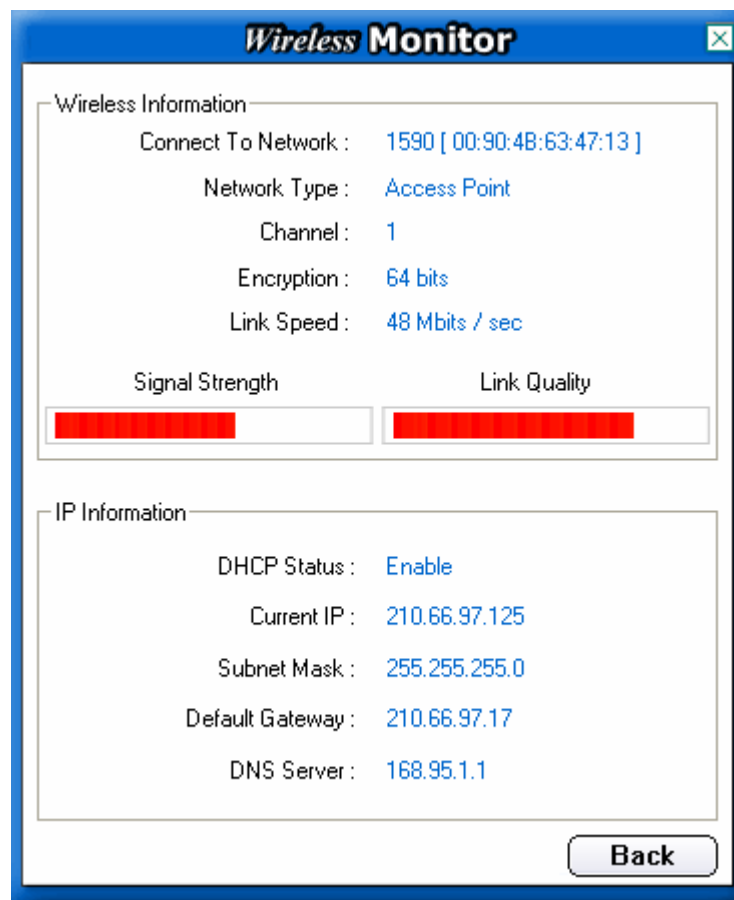 Wireless Monitor
Wireless Information
Connect To Network : 1590 [ 00:90:4B:63:47:13 ]
Network Type : Access Point
Channel : 1
Encryption : 64 bits
Link Speed : 48 Mbits / sec
Signal Strength Link Quality
IP Information
DHCP Status : Enable
Current IP : 210.66.97.125
Subnet Mask : 255.255.255.0
Default Gateway : 210.66.97.17
DNS Server : 168.95.1.1
Back